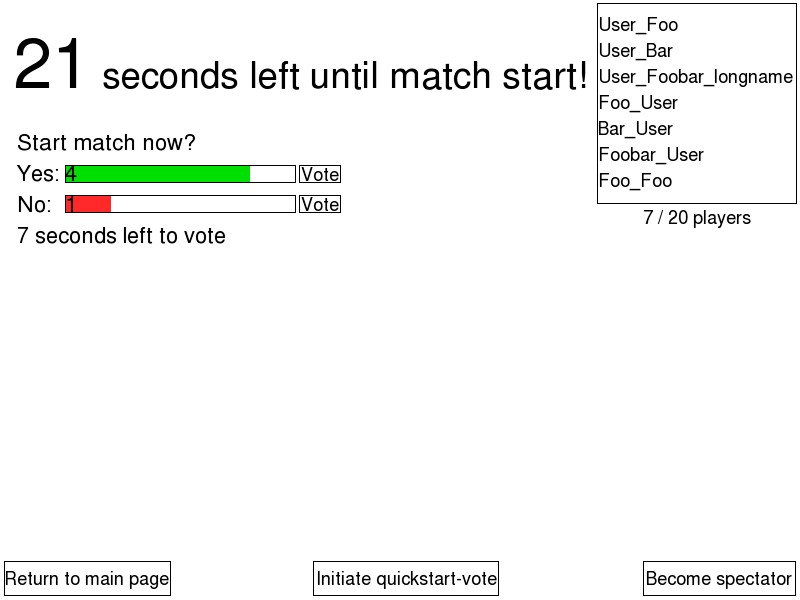 21 seconds left until match start!
User_Foo
User_Bar
User_Foobar_longname
Foo_User
Bar_User
Foobar_User
Foo_Foo
7 / 20 players
Start match now?
Yes: 4 Vote
No: 1 Vote
7 seconds left to vote
Return to main page
Initiate quickstart-vote
Become spectator